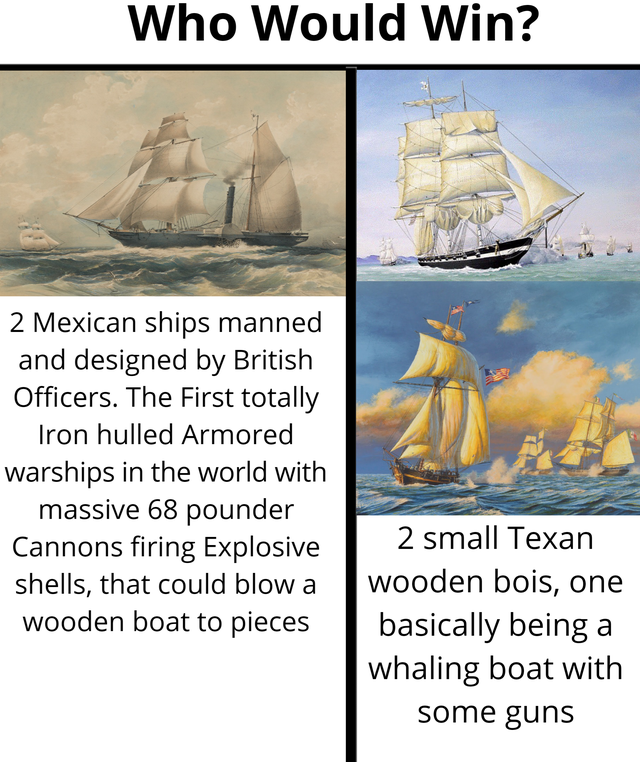 Who Would Win?
2 Mexican ships manned
and designed by British
Officers. The First totally
Iron hulled Armored
warships in the world with
massive 68 pounder
Cannons firing Explosive
shells, that could blow a
wooden boat to pieces
2 small Texan
wooden bois, one
basically being a
whaling boat with
some guns